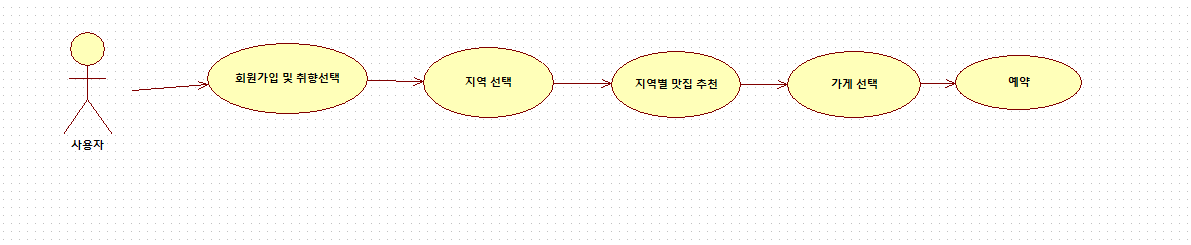 회원가입 및 취향선택
지역 선택
지역별 맛집 추천
가게 선택
예약
사용자